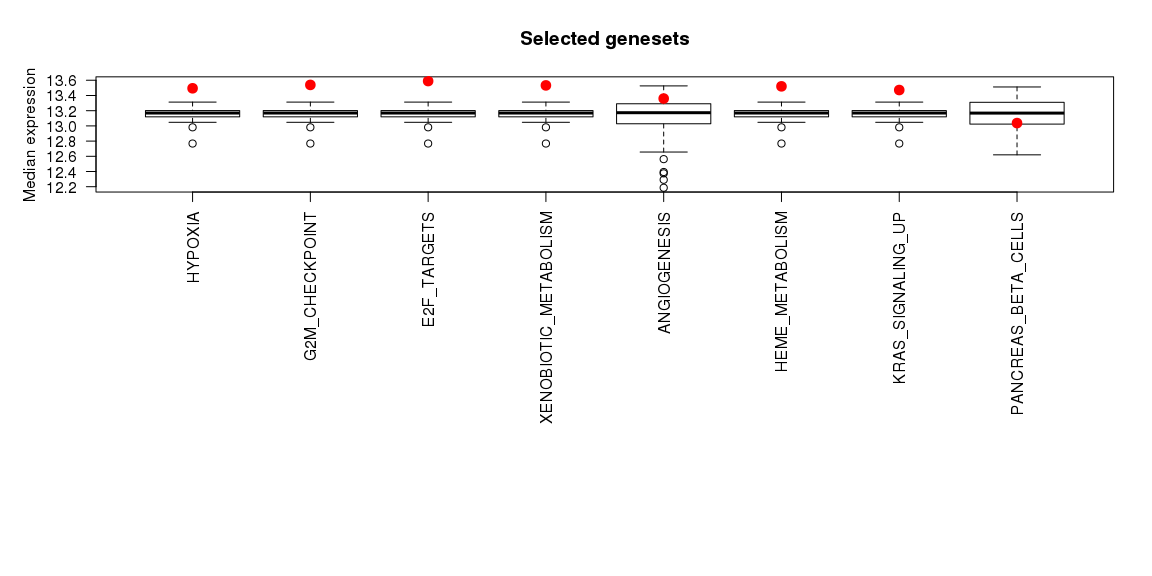 Selected genesets
Median expression
13.6
13.4
13.2
13.0
12.8
12.6
12.4
12.2
HYPOXIA
G2M_CHECKPOINT
E2F_TARGETS
XENOBIOTIC_METABOLISM
ANGIOGENESIS
HEME_METABOLISM
KRAS_SIGNALING_UP
PANCREAS_BETA_CELLS